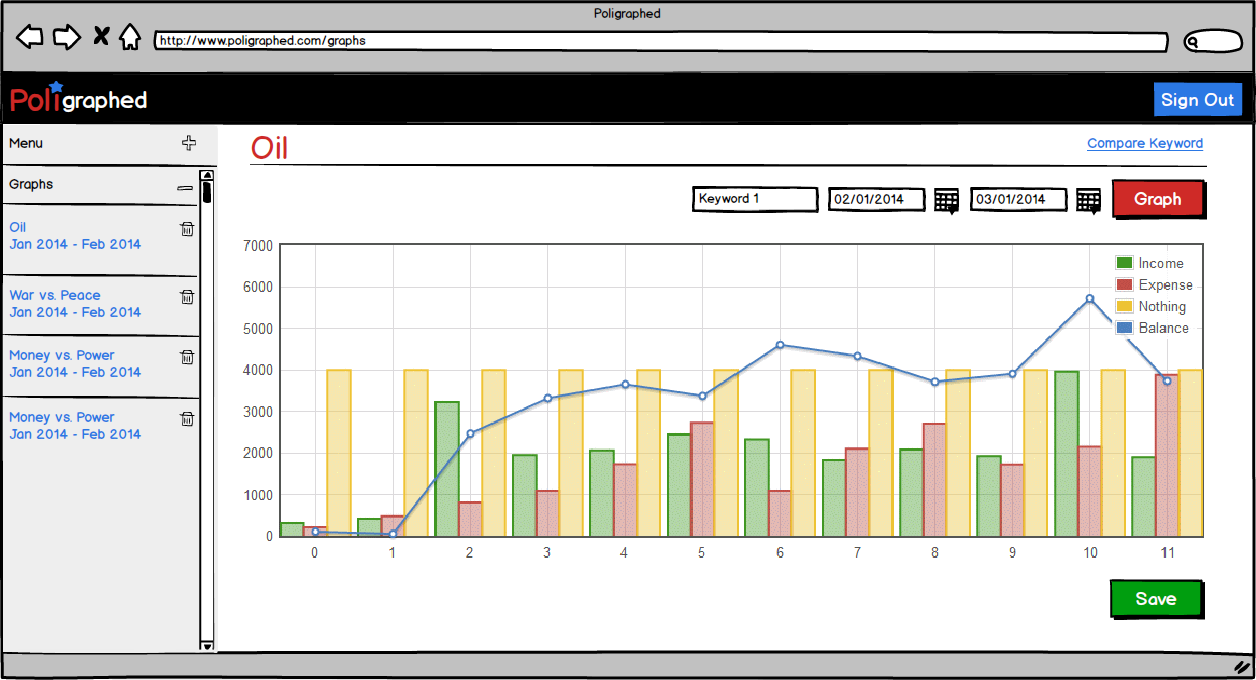 Poligraphed
http://www.poligraphed.com/graphs
Poligraphed
Sign Out
Menu
Graphs
Oil
Jan 2014 - Feb 2014
War vs. Peace
Jan 2014 - Feb 2014
Money vs. Power
Jan 2014 - Feb 2014
Money vs. Power
Jan 2014 - Feb 2014
Oil
Compare Keyword
Keyword 1
02/01/2014
03/01/2014
Graph
7000
6000
5000
4000
3000
2000
1000
0
Income
Expense
Nothing
Balance
0 1 2 3 4 5 6 7 8 9 10 11
Save